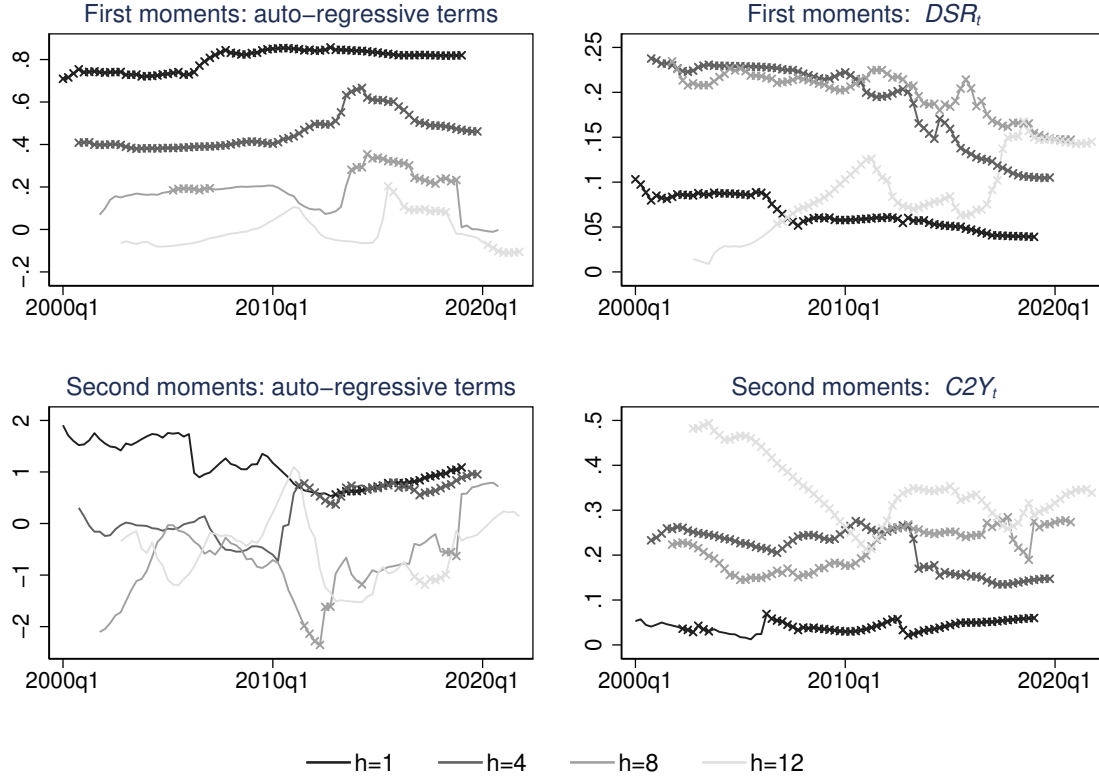 First moments: auto−regressive terms
First moments: DSRt
.8
.6
.4
.2
0
−.2
2000q1 2010q1 2020q1
.25
.2
.15
.1
.05
0
2000q1 2010q1 2020q1
Second moments: auto−regressive terms
Second moments: C2Yt
2
1
0
−1
−2
2000q1 2010q1 2020q1
.5
.4
.3
.2
.1
0
2000q1 2010q1 2020q1
h=1 h=4 h=8 h=12